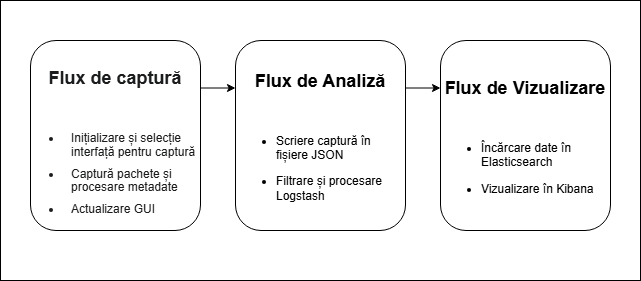 Flux de captură
• Inițializare și selecție
interfață pentru captură
• Captură pachete și
procesare metadate
• Actualizare GUI
Flux de Analiză
• Scriere captură în
fișiere JSON
• Filtrare și procesare
Logstash
Flux de Vizualizare
• Încărcare date în
Elasticsearch
• Vizualizare în Kibana